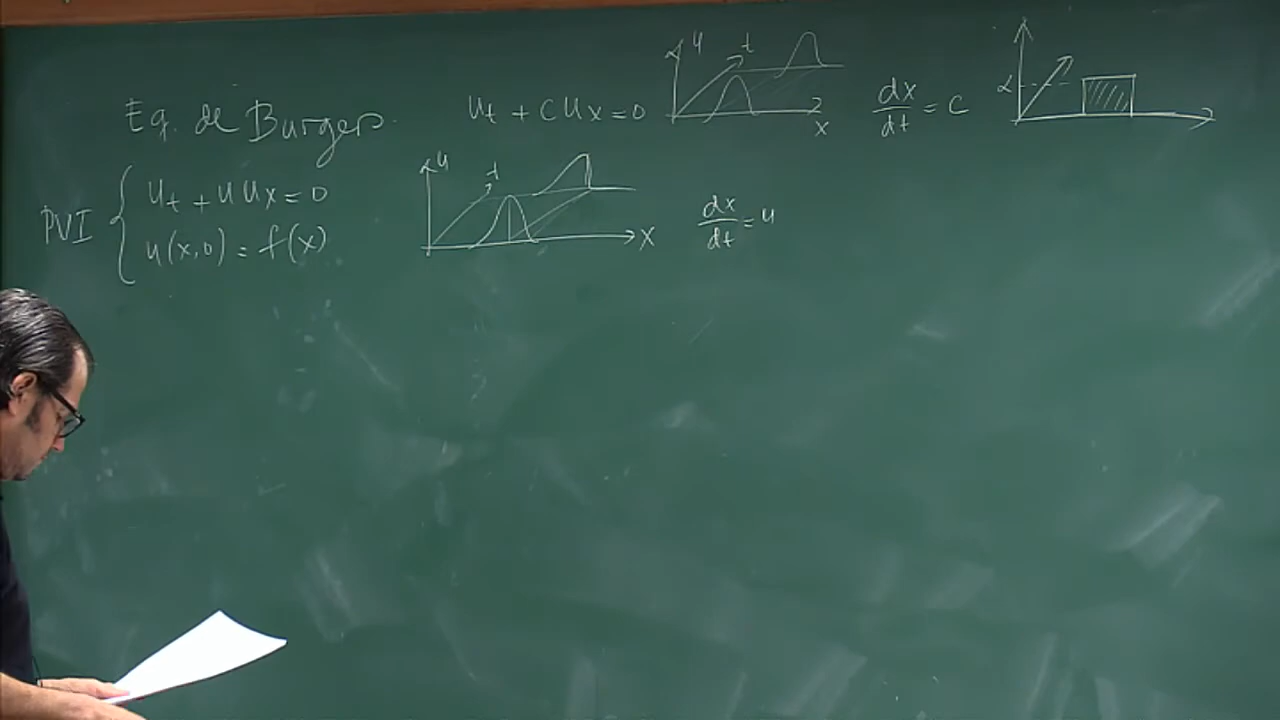 Eq. de Burgers.
u_t + c u_x = 0
u
t
x
dx/dt = c
α
PVI { u_t + u u_x = 0
u(x,0) = f(x)
u
t
x
dx/dt = u